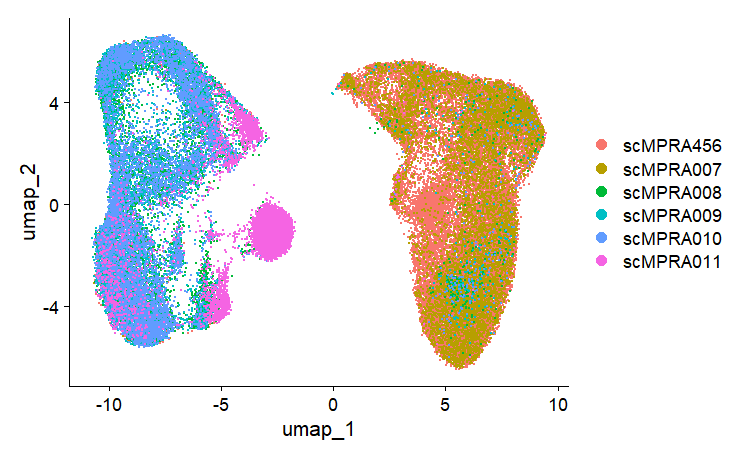 4
0
-4
umap_2
-10
-5
0
5
10
umap_1
scMPRA456
scMPRA007
scMPRA008
scMPRA009
scMPRA010
scMPRA011